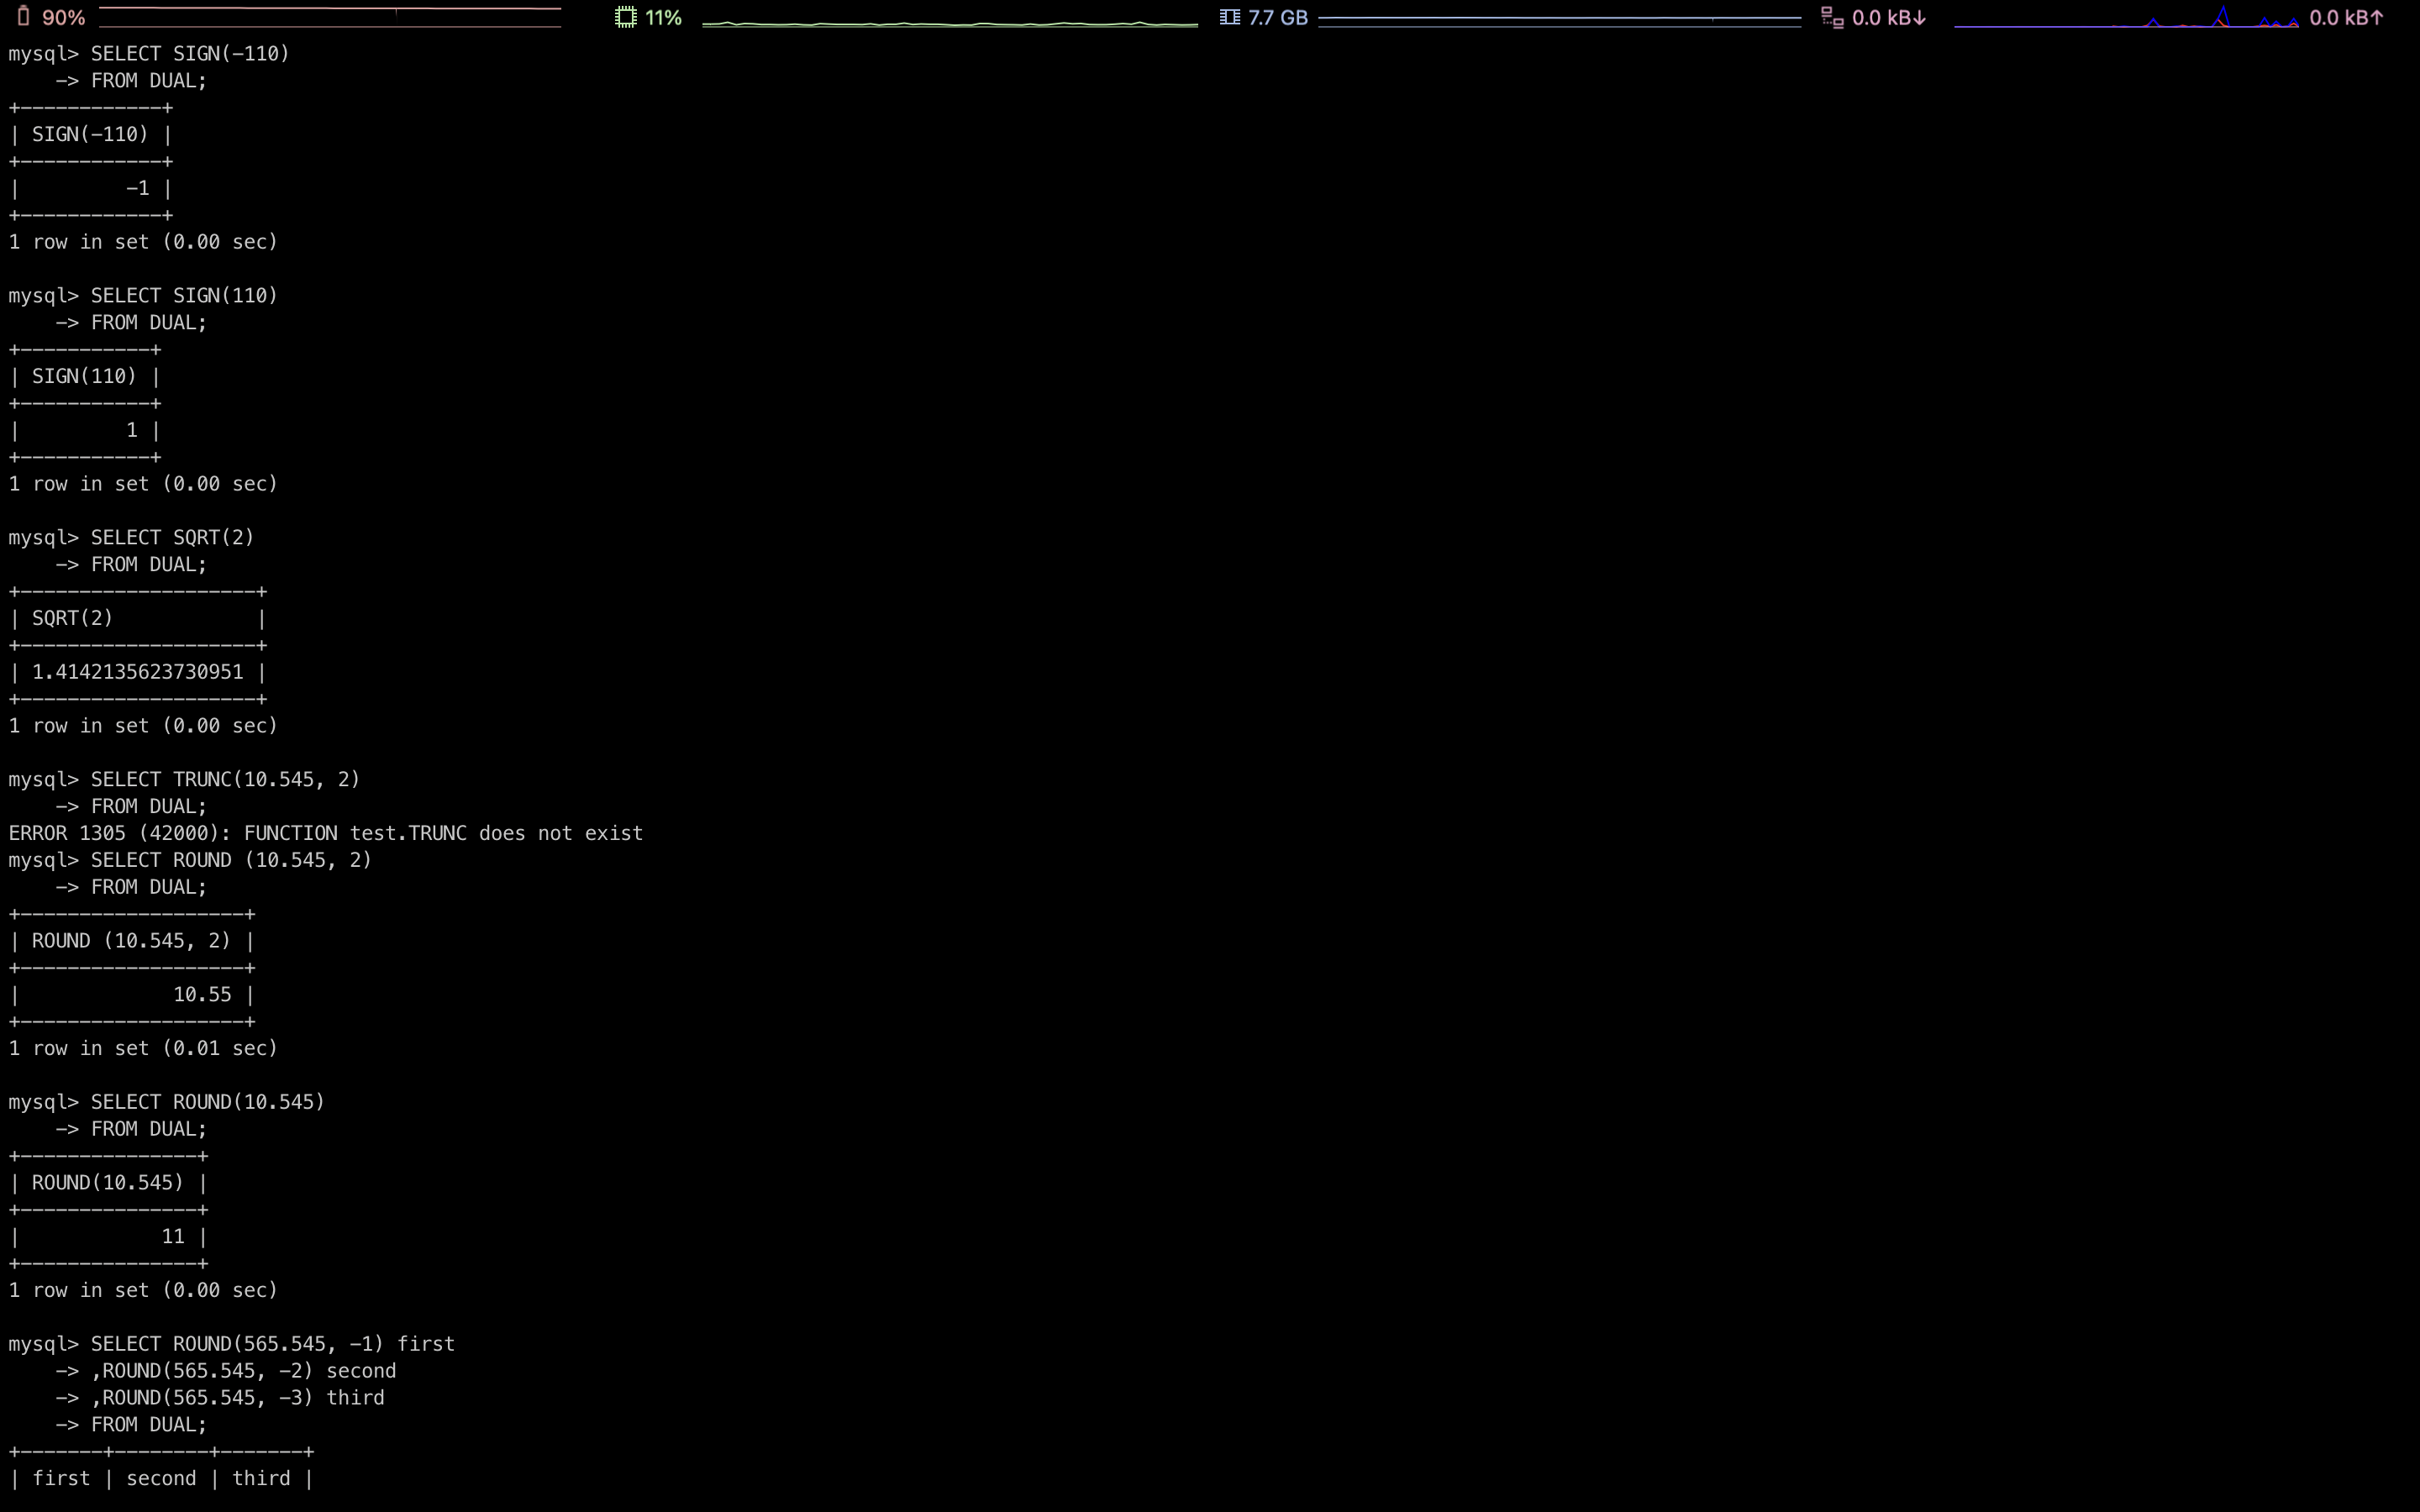 90% 11% 7.7 GB 0.0 kB↓ 0.0 kB↑
mysql> SELECT SIGN(-110)
    -> FROM DUAL;
+------------+
| SIGN(-110) |
+------------+
|         -1 |
+------------+
1 row in set (0.00 sec)

mysql> SELECT SIGN(110)
    -> FROM DUAL;
+-----------+
| SIGN(110) |
+-----------+
|         1 |
+-----------+
1 row in set (0.00 sec)

mysql> SELECT SQRT(2)
    -> FROM DUAL;
+--------------------+
| SQRT(2)            |
+--------------------+
| 1.4142135623730951 |
+--------------------+
1 row in set (0.00 sec)

mysql> SELECT TRUNC(10.545, 2)
    -> FROM DUAL;
ERROR 1305 (42000): FUNCTION test.TRUNC does not exist
mysql> SELECT ROUND (10.545, 2)
    -> FROM DUAL;
+-------------------+
| ROUND (10.545, 2) |
+-------------------+
|             10.55 |
+-------------------+
1 row in set (0.01 sec)

mysql> SELECT ROUND(10.545)
    -> FROM DUAL;
+---------------+
| ROUND(10.545) |
+---------------+
|            11 |
+---------------+
1 row in set (0.00 sec)

mysql> SELECT ROUND(565.545, -1) first
    -> ,ROUND(565.545, -2) second
    -> ,ROUND(565.545, -3) third
    -> FROM DUAL;
+-------+--------+-------+
| first | second | third |